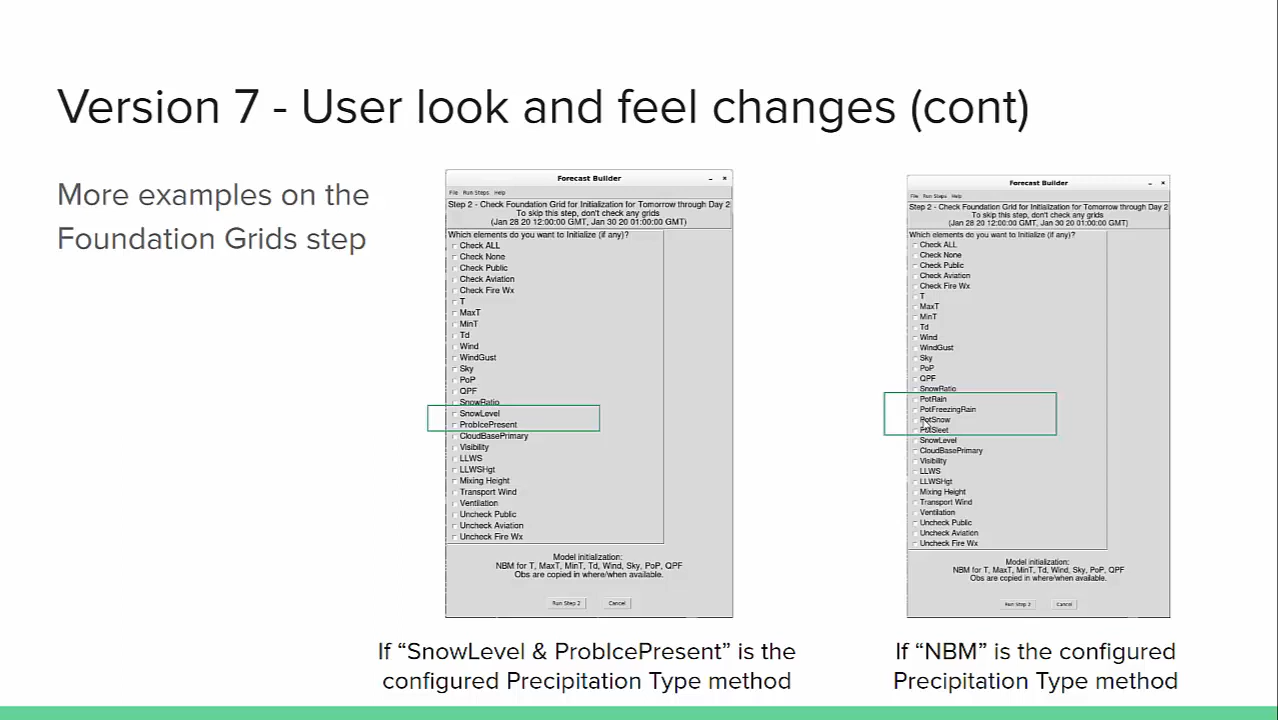 Version 7 - User look and feel changes (cont)
More examples on the
Foundation Grids step
Forecast Builder
File Run Steps Help
Step 2 - Check Foundation Grid for Initialization for Tomorrow through Day 2
To skip this step, don't check any grids
(Jan 28 20 12:00:00 GMT, Jan 30 20 01:00:00 GMT)
Which elements do you want to Initialize (if any)?
Check ALL
Check None
Check Public
Check Aviation
Check Fire Wx
T
MaxT
MinT
Td
Wind
WindGust
Sky
PoP
QPF
SnowRatio
SnowLevel
ProbIcePresent
CloudBasePrimary
Visibility
LLWS
LLWSHgt
Mixing Height
Transport Wind
Ventilation
Uncheck Public
Uncheck Aviation
Uncheck Fire Wx
Model initialization:
NBM for T, MaxT, MinT, Td, Wind, Sky, PoP, QPF
Obs are copied in where/when available.
Run Step 2 Cancel
If “SnowLevel & ProbIcePresent” is the
configured Precipitation Type method
Forecast Builder
File Run Steps Help
Step 2 - Check Foundation Grid for Initialization for Tomorrow through Day 2
To skip this step, don't check any grids
(Jan 28 20 12:00:00 GMT, Jan 30 20 01:00:00 GMT)
Which elements do you want to Initialize (if any)?
Check ALL
Check None
Check Public
Check Aviation
Check Fire Wx
T
MaxT
MinT
Td
Wind
WindGust
Sky
PoP
QPF
SnowRatio
PotRain
PotFreezingRain
PotSnow
PotSleet
SnowLevel
CloudBasePrimary
Visibility
LLWS
LLWSHgt
Mixing Height
Transport Wind
Ventilation
Uncheck Public
Uncheck Aviation
Uncheck Fire Wx
Model initialization:
NBM for T, MaxT, MinT, Td, Wind, Sky, PoP, QPF
Obs are copied in where/when available.
Run Step 2 Cancel
If “NBM” is the configured
Precipitation Type method